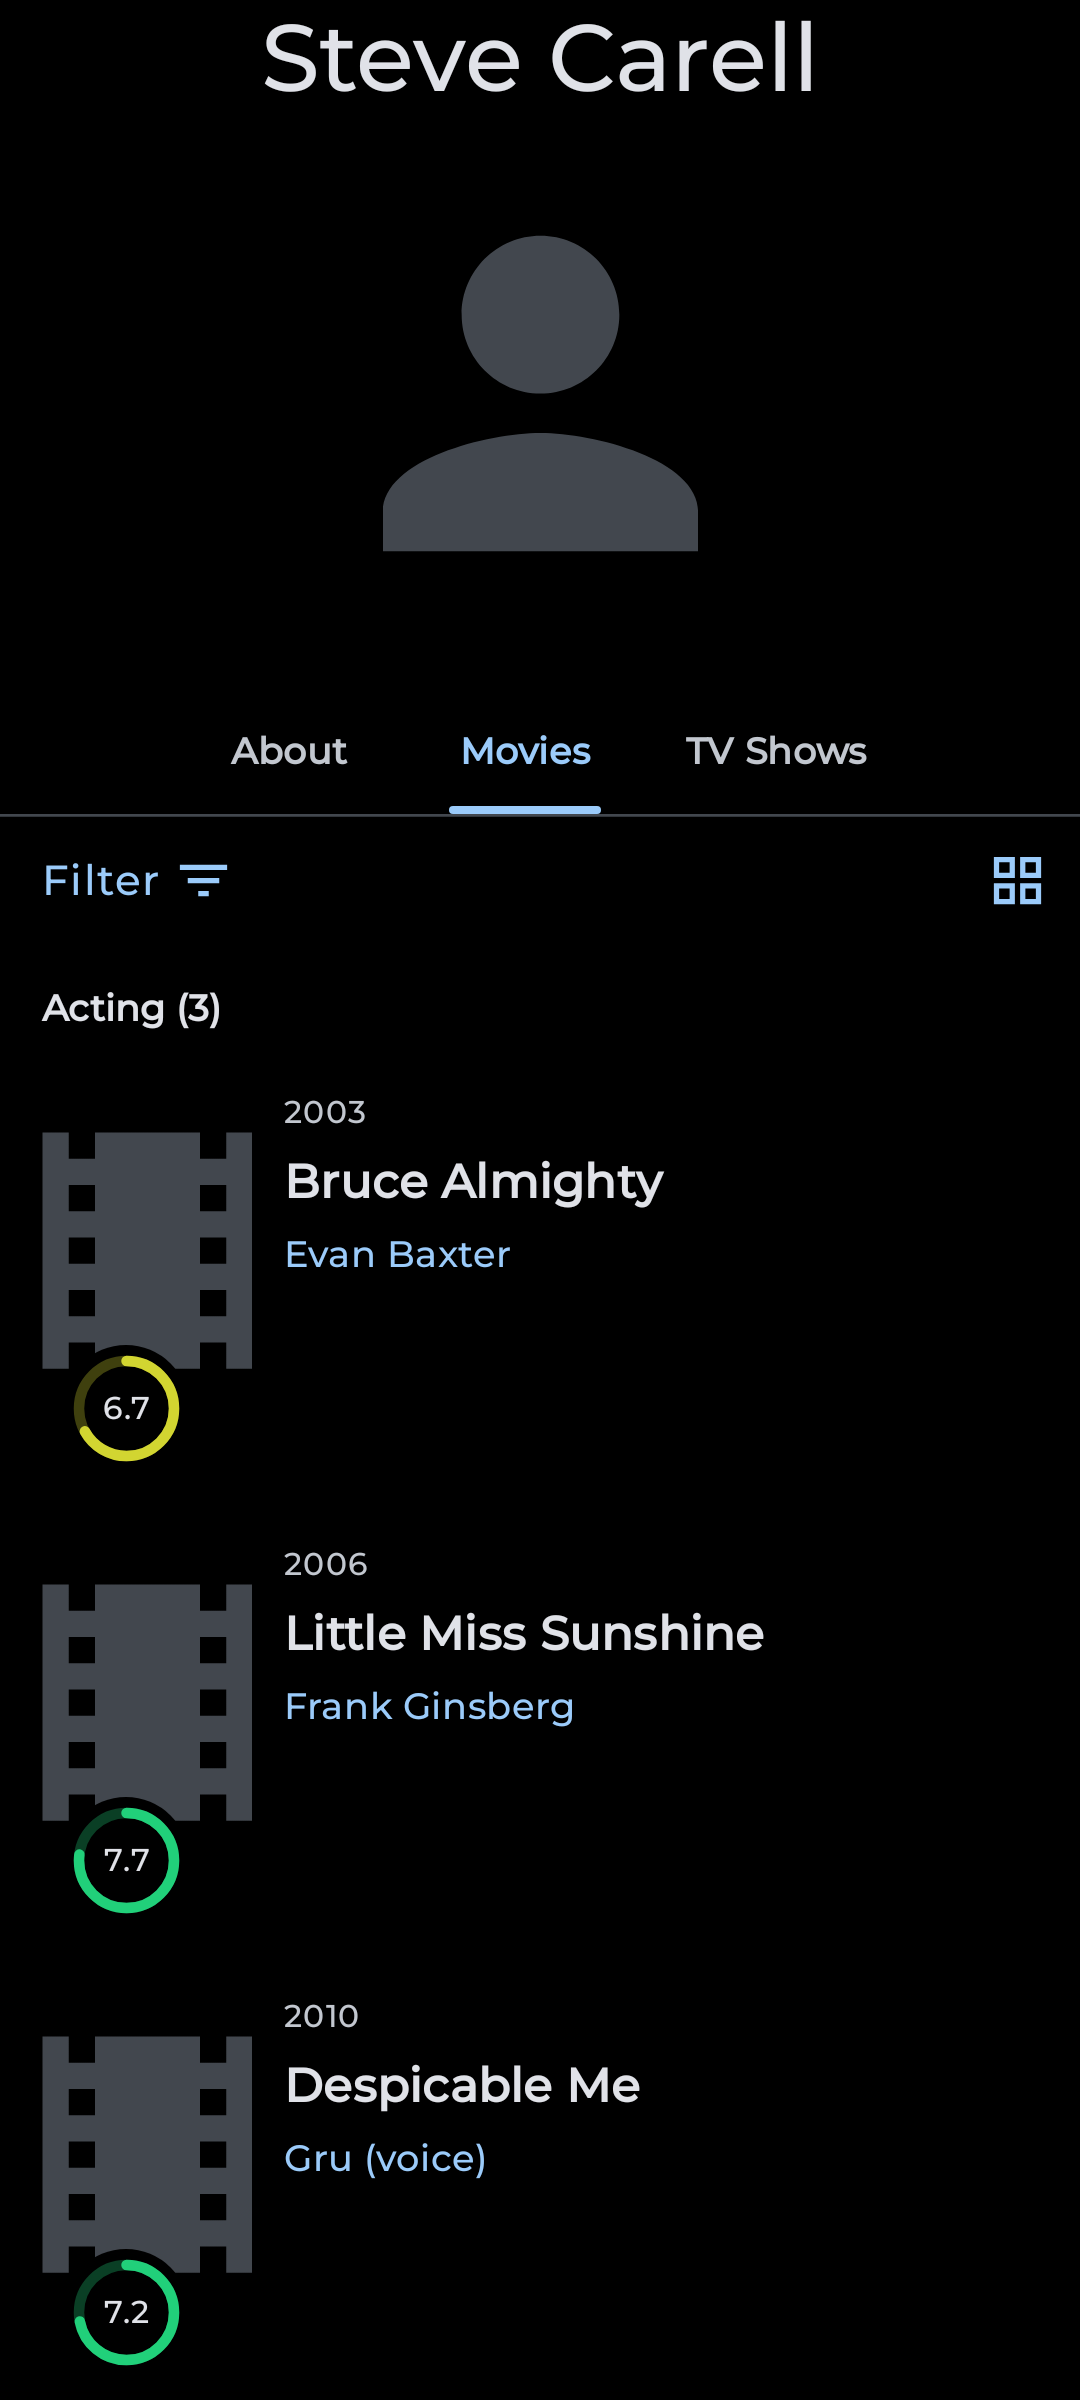 Steve Carell
About
Movies
TV Shows
Filter
Acting (3)
2003
Bruce Almighty
Evan Baxter
6.7
2006
Little Miss Sunshine
Frank Ginsberg
7.7
2010
Despicable Me
Gru (voice)
7.2